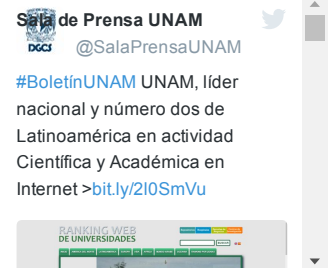 Sala de Prensa UNAM
DGCS
@SalaPrensaUNAM
#BoletínUNAM UNAM, líder
nacional y número dos de
Latinoamérica en actividad
Científica y Académica en
Internet >bit.ly/2l0SmVu
RANKING WEB
DE UNIVERSIDADES